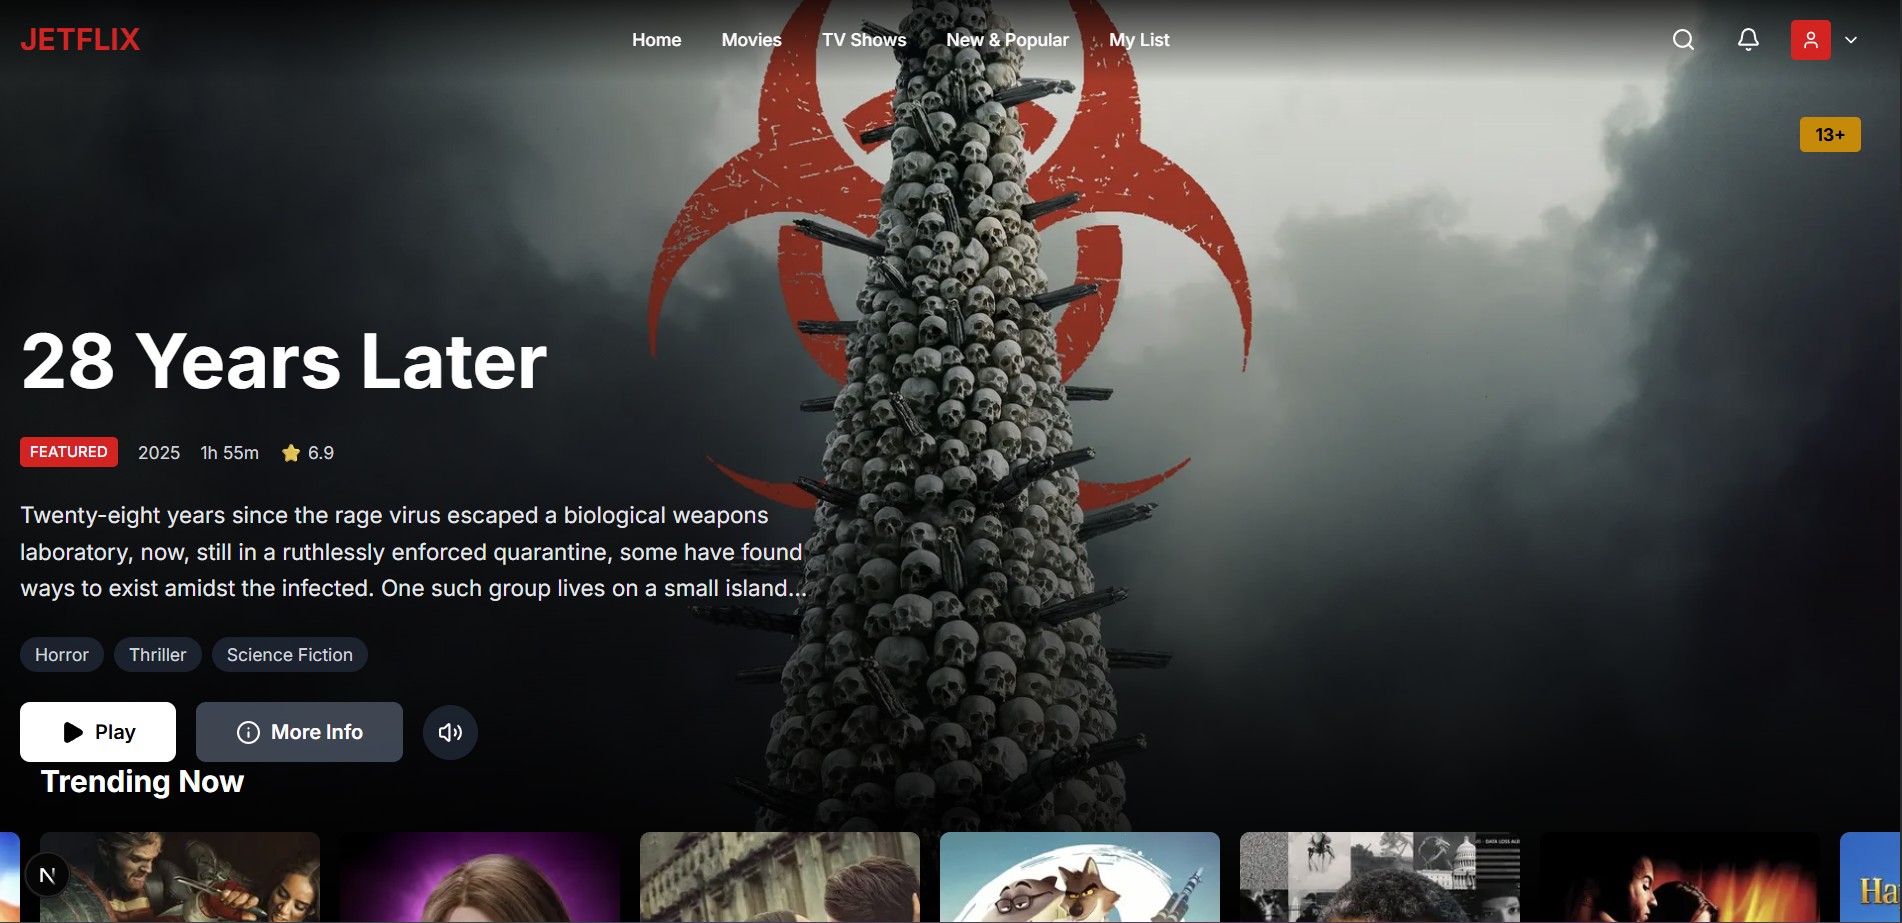 JETFLIX
Home Movies TV Shows New & Popular My List
13+
28 Years Later
FEATURED 2025 1h 55m 6.9
Twenty-eight years since the rage virus escaped a biological weapons
laboratory, now, still in a ruthlessly enforced quarantine, some have found
ways to exist amidst the infected. One such group lives on a small island...
Horror Thriller Science Fiction
Play More Info
Trending Now
N
Ha